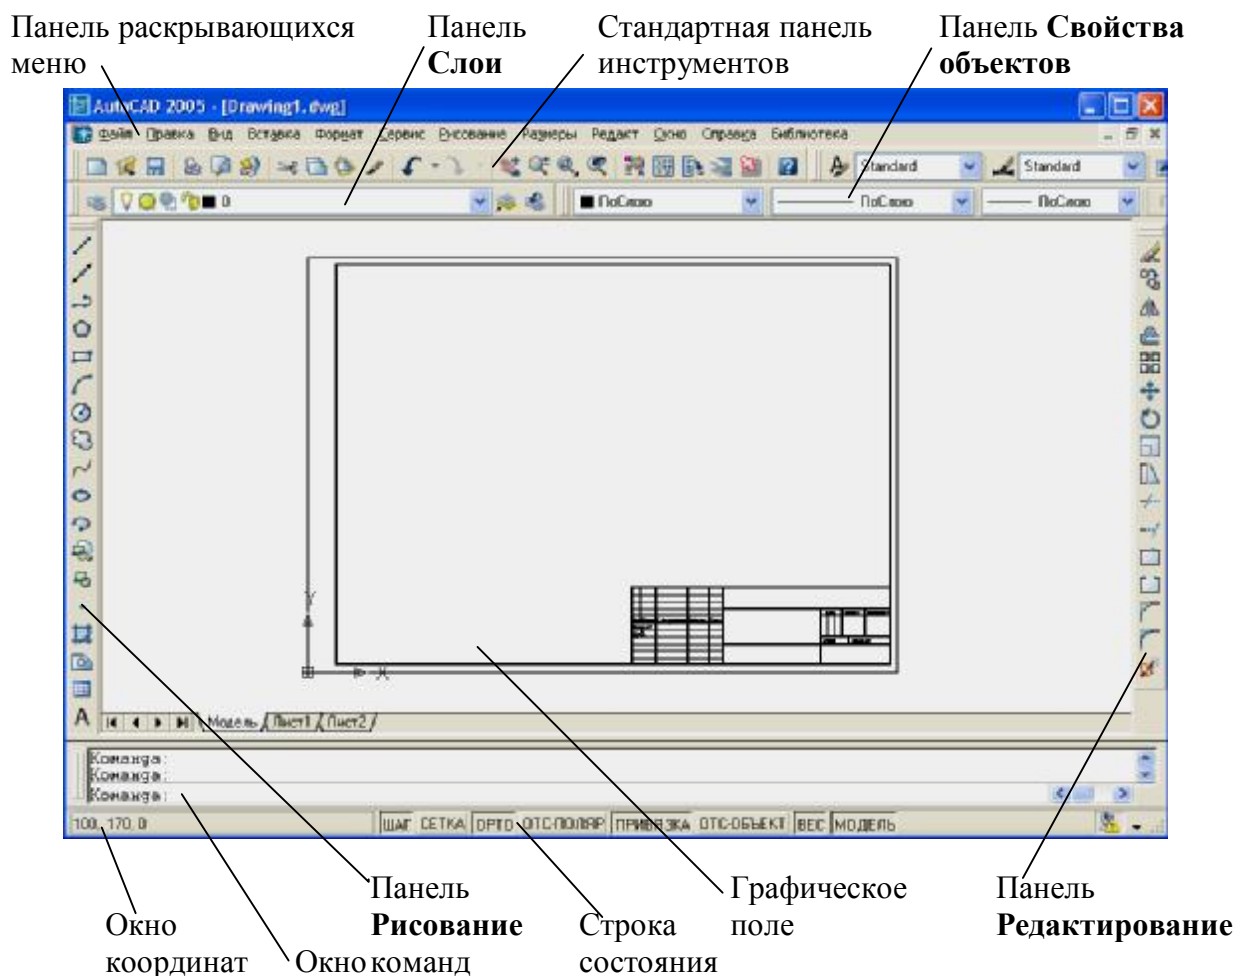 Панель раскрывающихся меню
Панель Слои
Стандартная панель инструментов
Панель Свойства объектов
AutoCAD 2005 - [Drawing1.dwg]
Файл Правка Вид Вставка Формат Сервис Рисование Размеры Редакт Окно Справка Библиотека
Standard Standard
0 ПоСлою ПоСлою ПоСлою
Y
X
A Модель Лист1 Лист2
Команда:
Команда:
Команда:
100, 170, 0 ШАГ СЕТКА ОРТО ОТС-ПОЛЯР ПРИВЯЗКА ОТС-ОБЪЕКТ ВЕС МОДЕЛЬ
Окно координат
Окно команд
Панель Рисование
Строка состояния
Графическое поле
Панель Редактирование